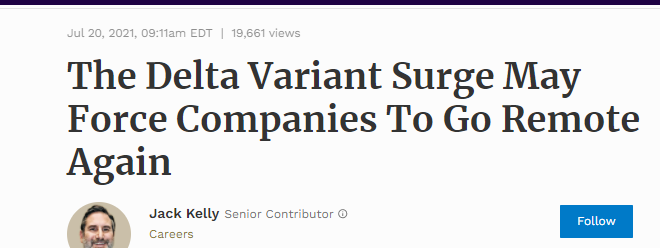 Jul 20, 2021, 09:11am EDT | 19,661 views
The Delta Variant Surge May
Force Companies To Go Remote
Again
Jack Kelly Senior Contributor ⓘ
Follow
Careers